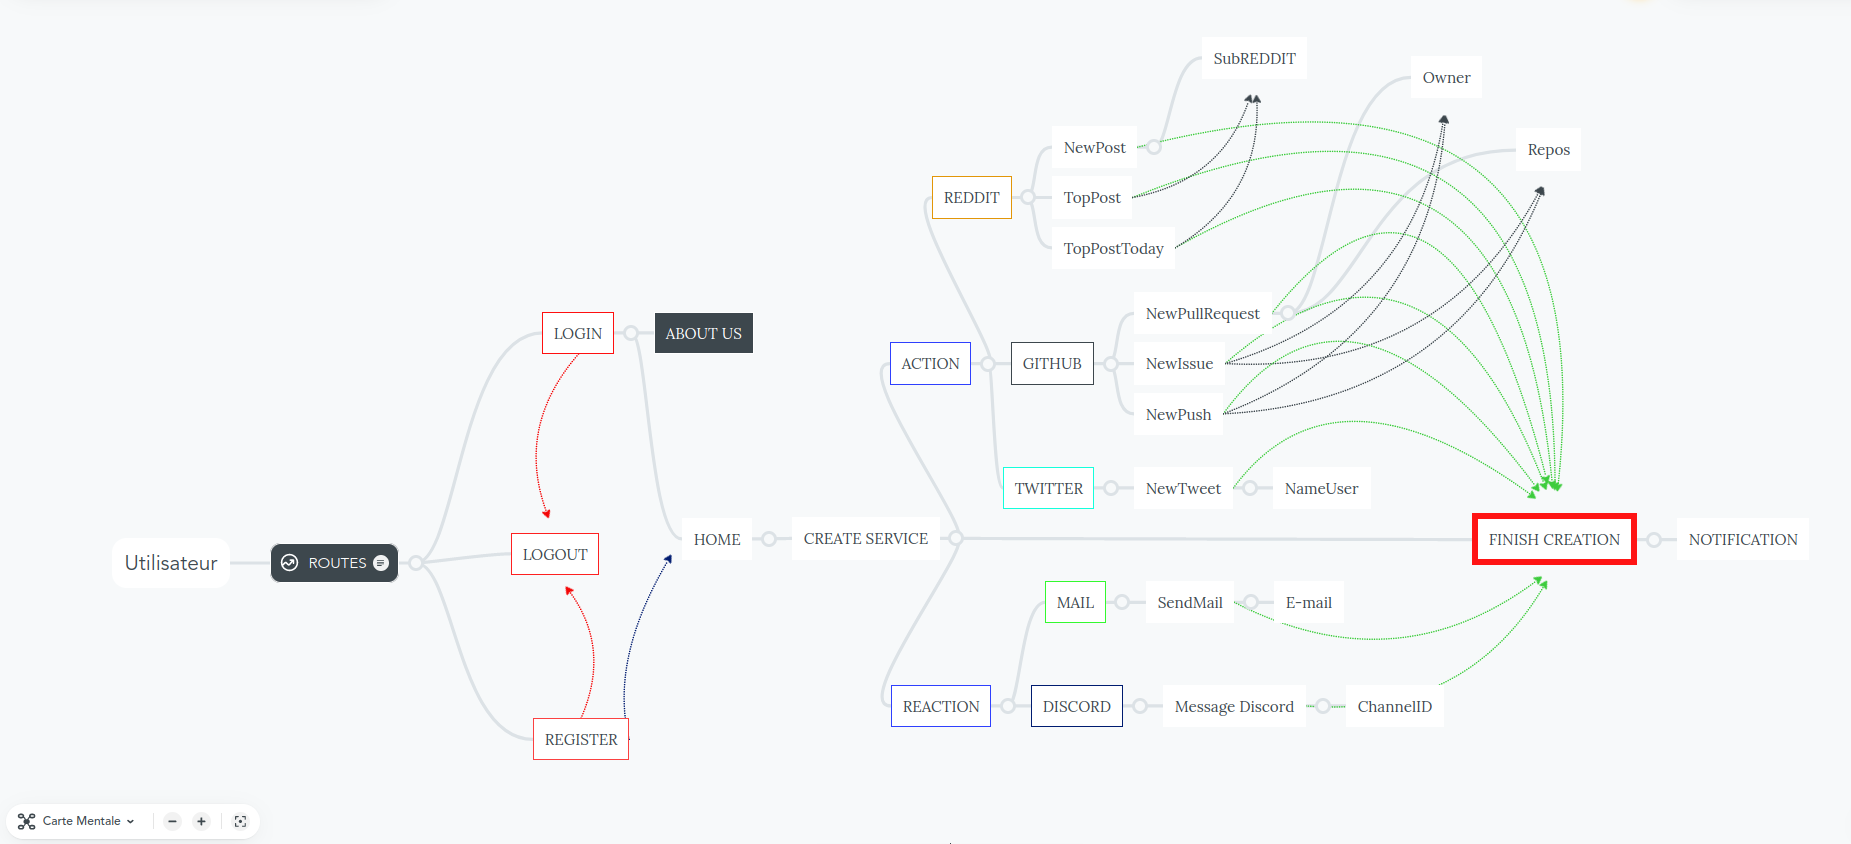 SubREDDIT
Owner
NewPost
Repos
REDDIT
TopPost
TopPostToday
NewPullRequest
LOGIN
ABOUT US
ACTION
GITHUB
NewIssue
NewPush
TWITTER
NewTweet
NameUser
Utilisateur
ROUTES
LOGOUT
HOME
CREATE SERVICE
FINISH CREATION
NOTIFICATION
MAIL
SendMail
E-mail
REACTION
DISCORD
Message Discord
ChannelID
REGISTER
Carte Mentale